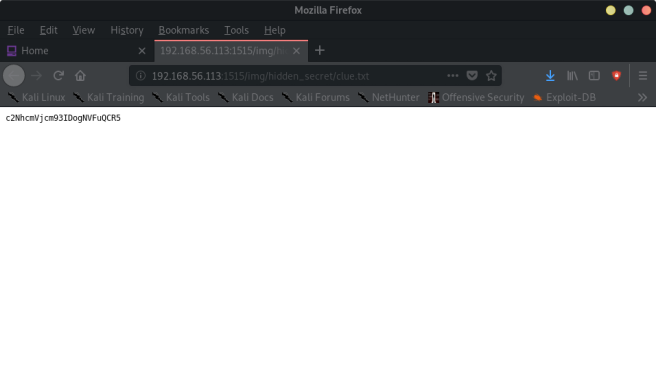 Mozilla Firefox
File Edit View History Bookmarks Tools Help
Home 192.168.56.113:1515/img/hi
192.168.56.113:1515/img/hidden_secret/clue.txt
Kali Linux Kali Training Kali Tools Kali Docs Kali Forums NetHunter Offensive Security Exploit-DB
c2NhcmVjcm93IDogNVFuQCR5